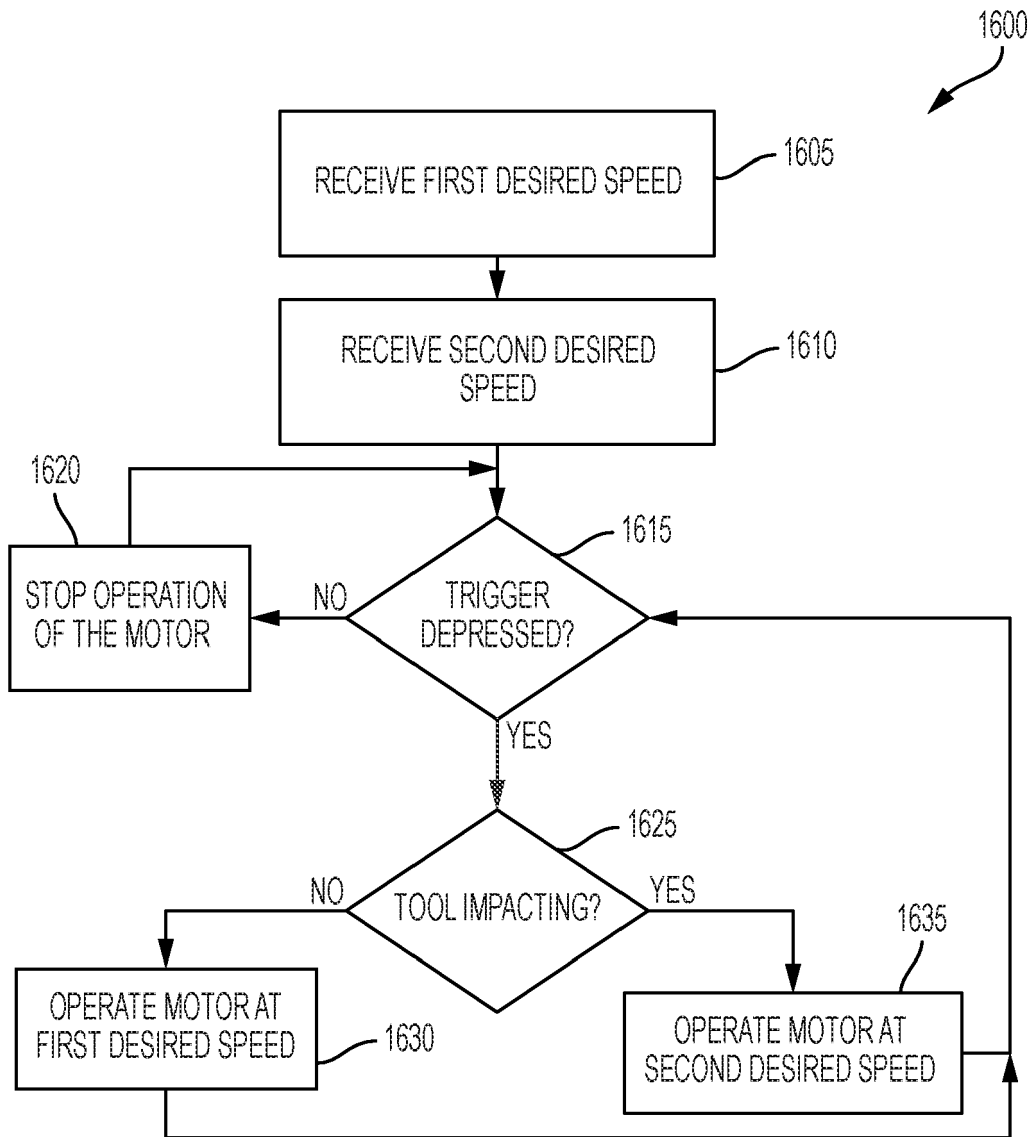 1600
RECEIVE FIRST DESIRED SPEED
1605
RECEIVE SECOND DESIRED
SPEED
1610
1620
STOP OPERATION
OF THE MOTOR
NO
TRIGGER
DEPRESSED?
1615
YES
1625
NO
TOOL IMPACTING?
YES
1635
OPERATE MOTOR AT
FIRST DESIRED SPEED
1630
OPERATE MOTOR AT
SECOND DESIRED SPEED